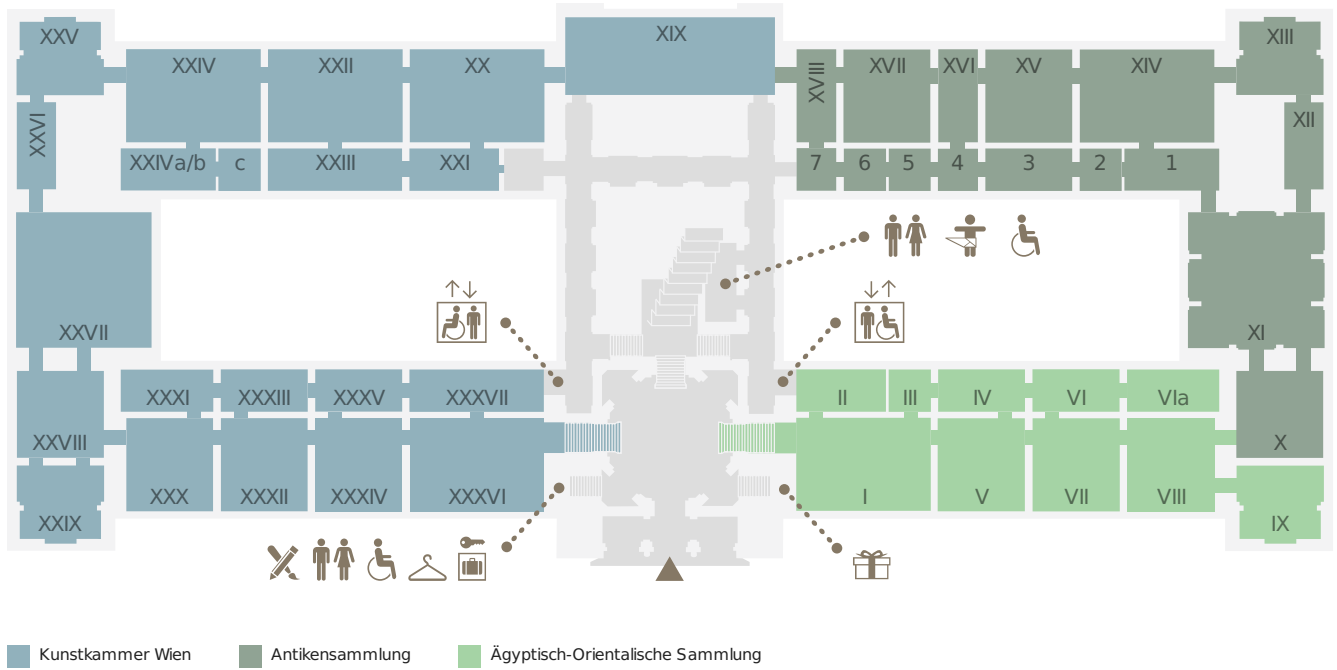 XXV
XXIV
XXII
XX
XIX
XVIII
XVII
XVI
XV
XIV
XIII
XXVI
XII
XXIVa/b
c
XXIII
XXI
7
6
5
4
3
2
1
XXVII
XI
XXXI
XXXIII
XXXV
XXXVII
II
III
IV
VI
VIa
XXVIII
X
XXX
XXXII
XXXIV
XXXVI
I
V
VII
VIII
XXIX
IX
Kunstkammer Wien
Antikensammlung
Ägyptisch-Orientalische Sammlung